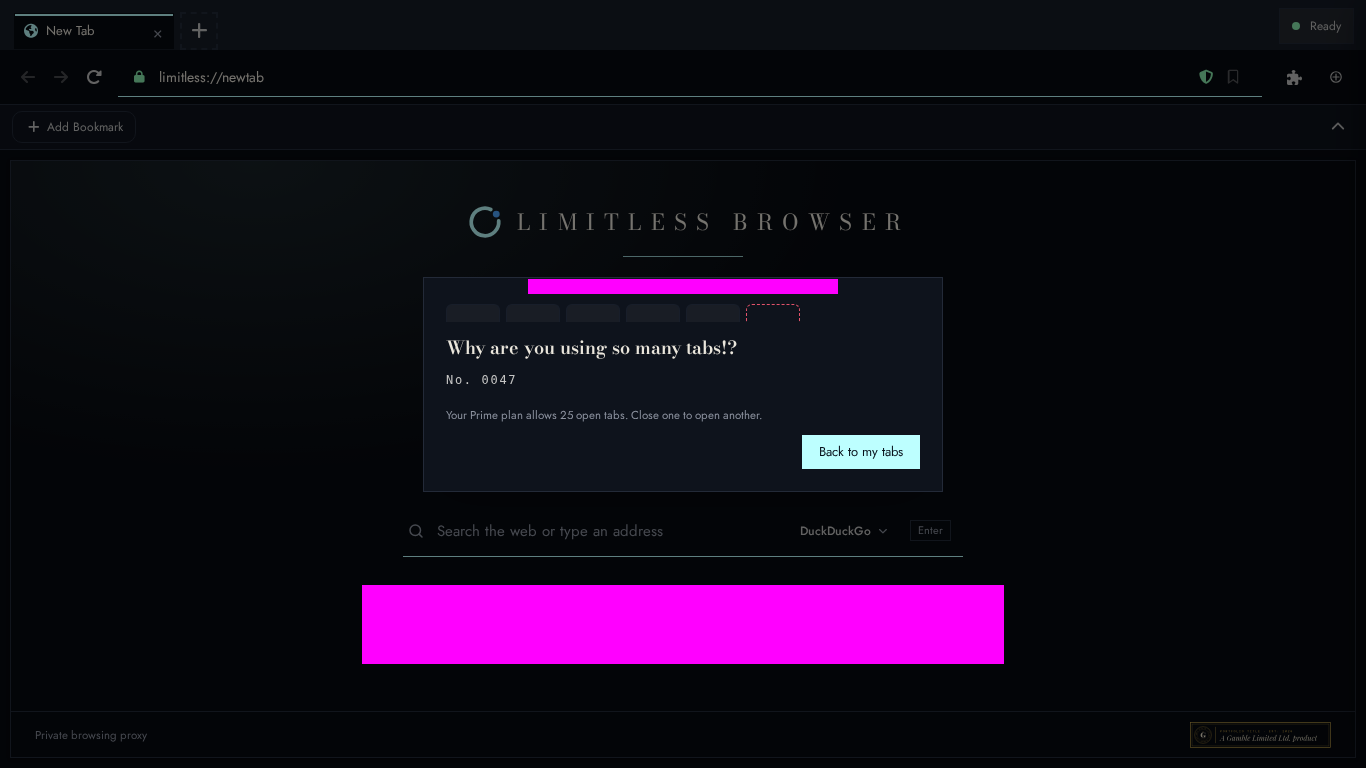 New Tab
Ready
limitless://newtab
Add Bookmark
LIMITLESS BROWSER
Why are you using so many tabs!?
No. 0047
Your Prime plan allows 25 open tabs. Close one to open another.
Back to my tabs
Search the web or type an address
DuckDuckGo
Enter
Private browsing proxy
A Gamble Limited Ltd. product